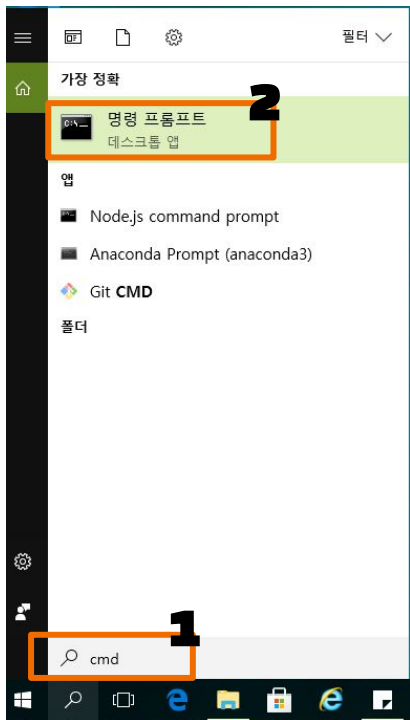 필터
가장 정확
2
명령 프롬프트
데스크톱 앱
앱
Node.js command prompt
Anaconda Prompt (anaconda3)
Git CMD
폴더
1
cmd